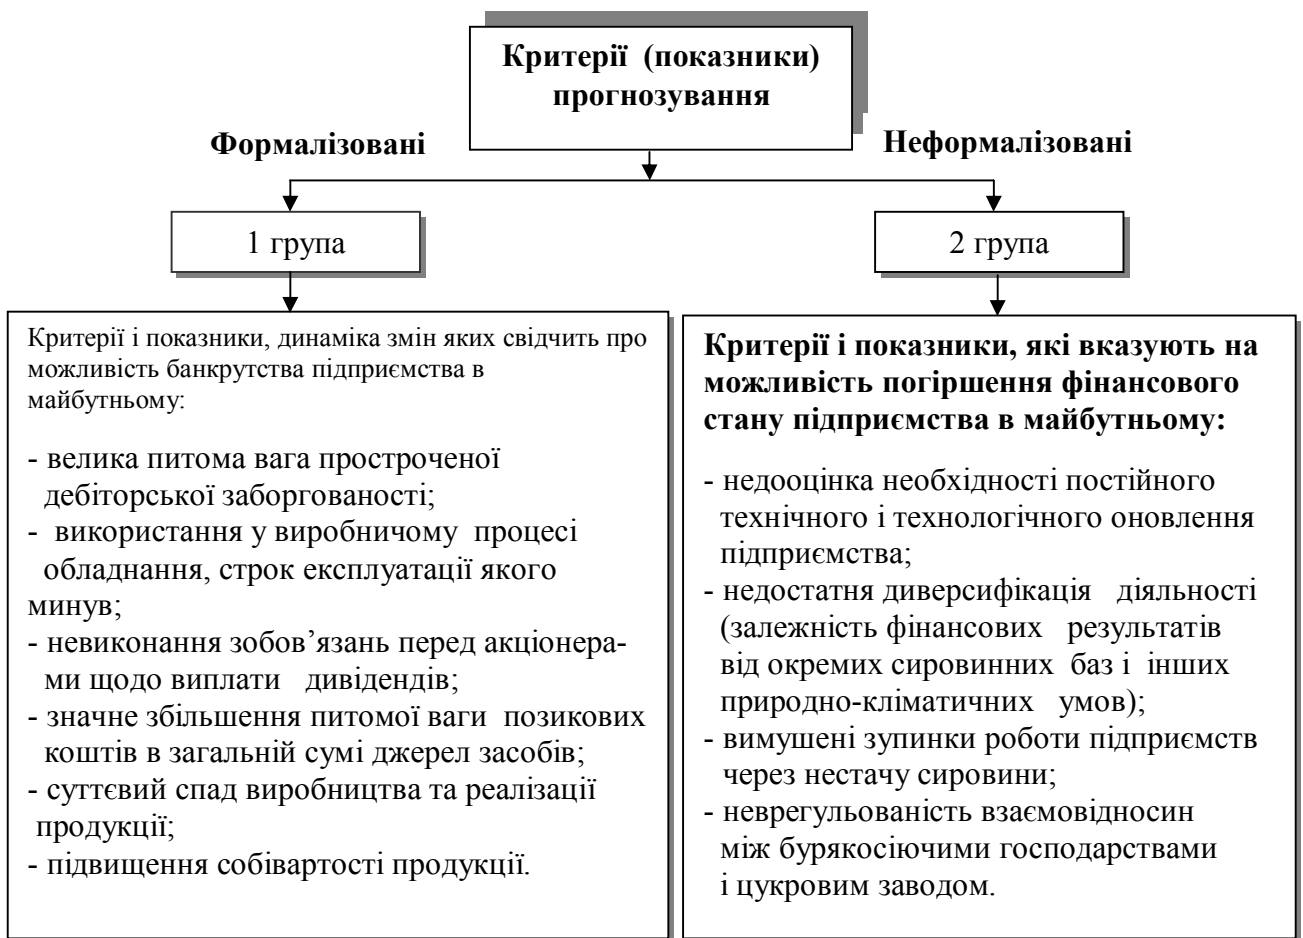 Критерії (показники)
прогнозування
Формалізовані
Неформалізовані
1 група
2 група
Критерії і показники, динаміка змін яких свідчить про
можливість банкрутства підприємства в
майбутньому:
- велика питома вага простроченої
дебіторської заборгованості;
- використання у виробничому процесі
обладнання, строк експлуатації якого
минув;
- невиконання зобов’язань перед акціонера-
ми щодо виплати дивідендів;
- значне збільшення питомої ваги позикових
коштів в загальній сумі джерел засобів;
- суттєвий спад виробництва та реалізації
продукції;
- підвищення собівартості продукції.
Критерії і показники, які вказують на
можливість погіршення фінансового
стану підприємства в майбутньому:
- недооцінка необхідності постійного
технічного і технологічного оновлення
підприємства;
- недостатня диверсифікація діяльності
(залежність фінансових результатів
від окремих сировинних баз і інших
природно-кліматичних умов);
- вимушені зупинки роботи підприємств
через нестачу сировини;
- неврегульованість взаємовідносин
між бурякосіючими господарствами
і цукровим заводом.